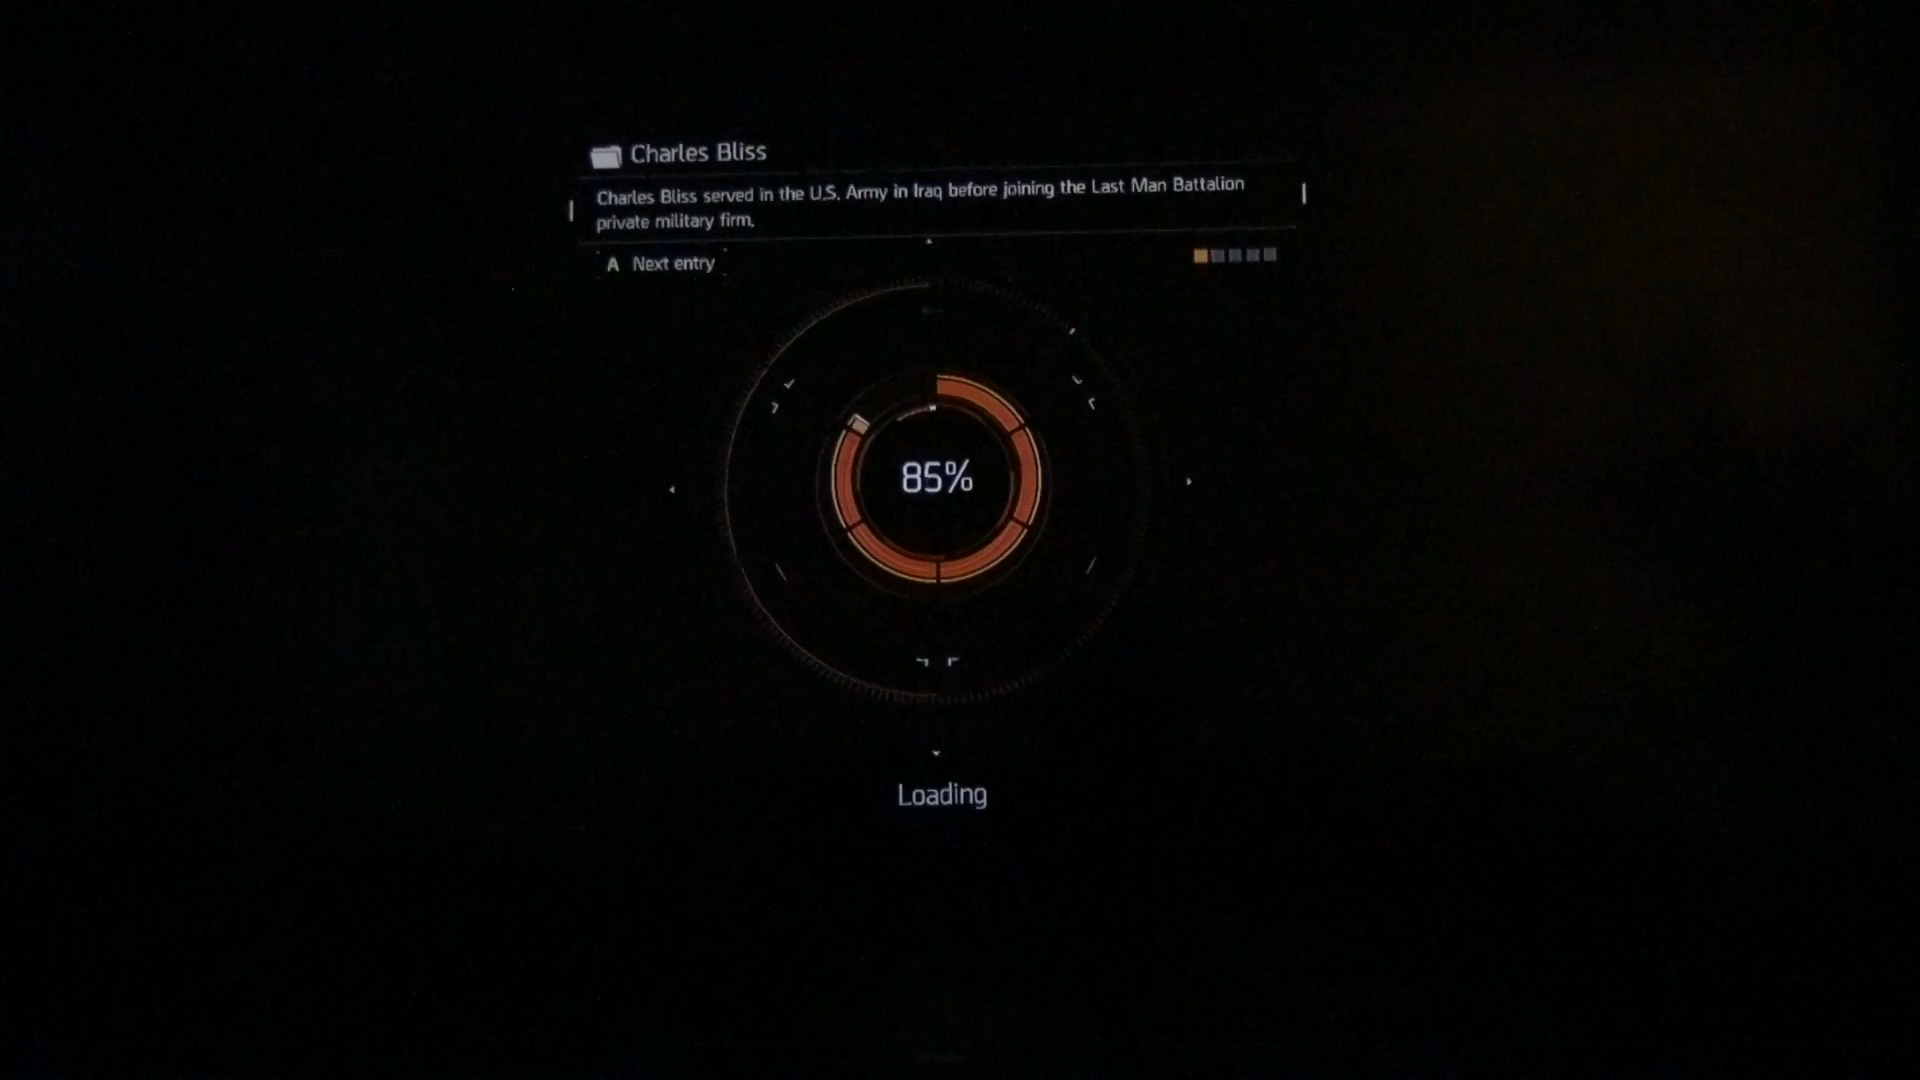 Charles Bliss
Charles Bliss served in the U.S. Army in Iraq before joining the Last Man Battalion
private military firm.
A Next entry
85%
Loading